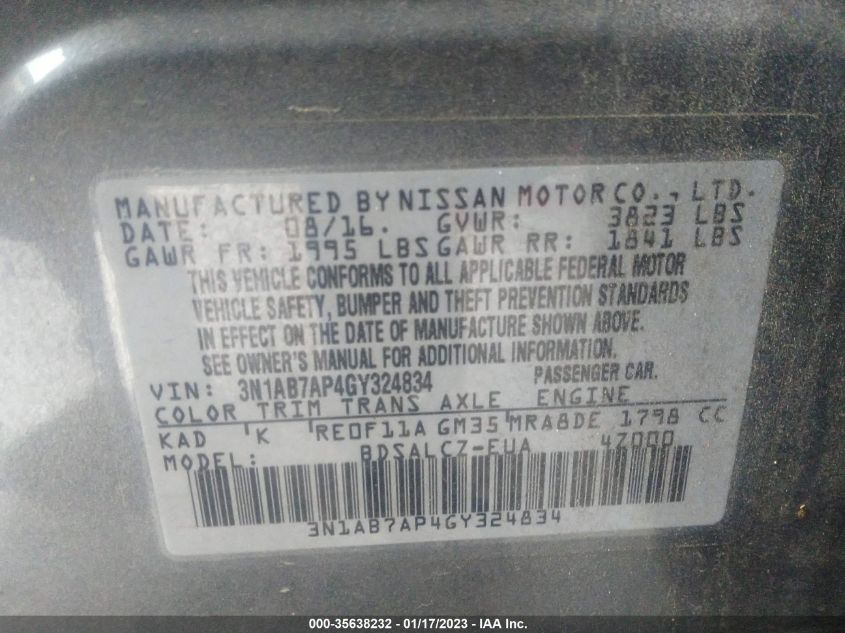 MANUFACTURED BY NISSAN MOTOR CO., LTD.
DATE: 08/16. GVWR: 3823 LBS
GAWR FR: 1995 LBS GAWR RR: 1841 LBS
THIS VEHICLE CONFORMS TO ALL APPLICABLE FEDERAL MOTOR
VEHICLE SAFETY, BUMPER AND THEFT PREVENTION STANDARDS
IN EFFECT ON THE DATE OF MANUFACTURE SHOWN ABOVE.
SEE OWNER'S MANUAL FOR ADDITIONAL INFORMATION.
VIN: 3N1AB7AP4GY324834 PASSENGER CAR.
COLOR TRIM TRANS AXLE ENGINE
KAD K RE0F11A GM35 MRA8DE 1798 CC
MODEL: BDSALCZ-EUA 4Z000
3N1AB7AP4GY324834
000-35638232 - 01/17/2023 - IAA Inc.